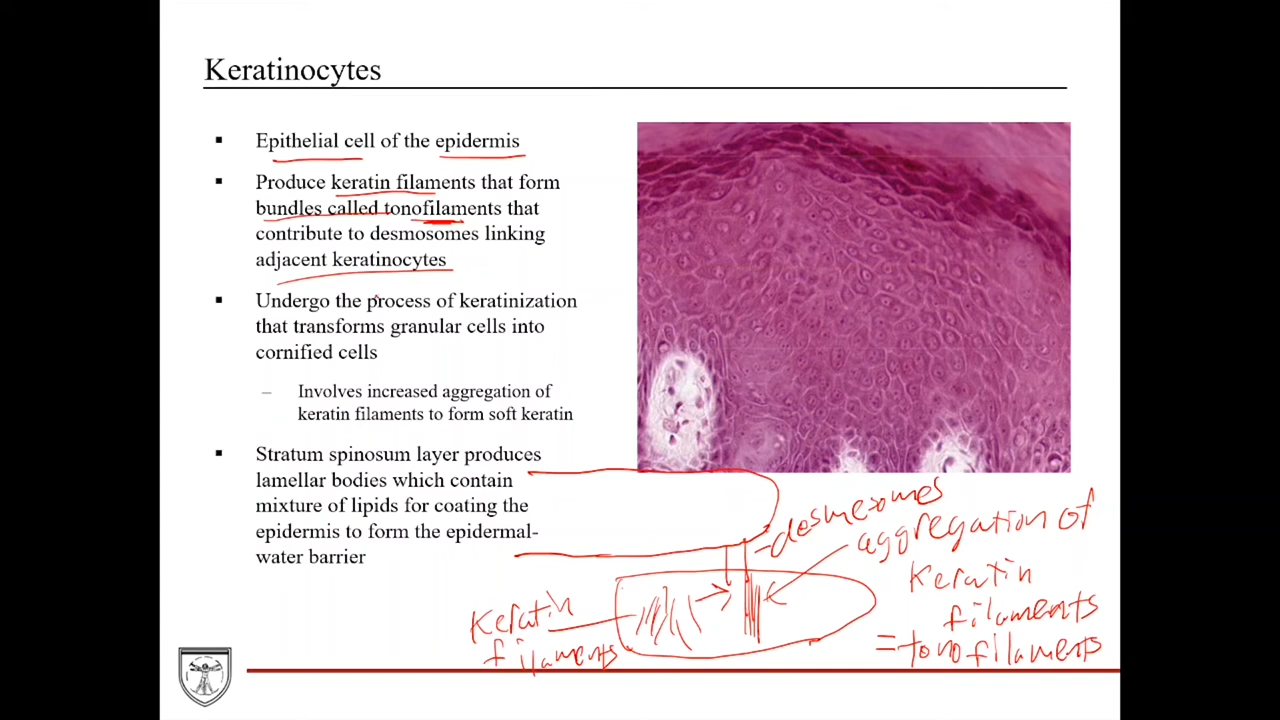 Keratinocytes
▪ Epithelial cell of the epidermis
▪ Produce keratin filaments that form
bundles called tonofilaments that
contribute to desmosomes linking
adjacent keratinocytes
▪ Undergo the process of keratinization
that transforms granular cells into
cornified cells
– Involves increased aggregation of
keratin filaments to form soft keratin
▪ Stratum spinosum layer produces
lamellar bodies which contain
mixture of lipids for coating the
epidermis to form the epidermal-
water barrier
desmosomes
aggregation of
keratin
filaments
= tonofilaments
Keratin
filaments